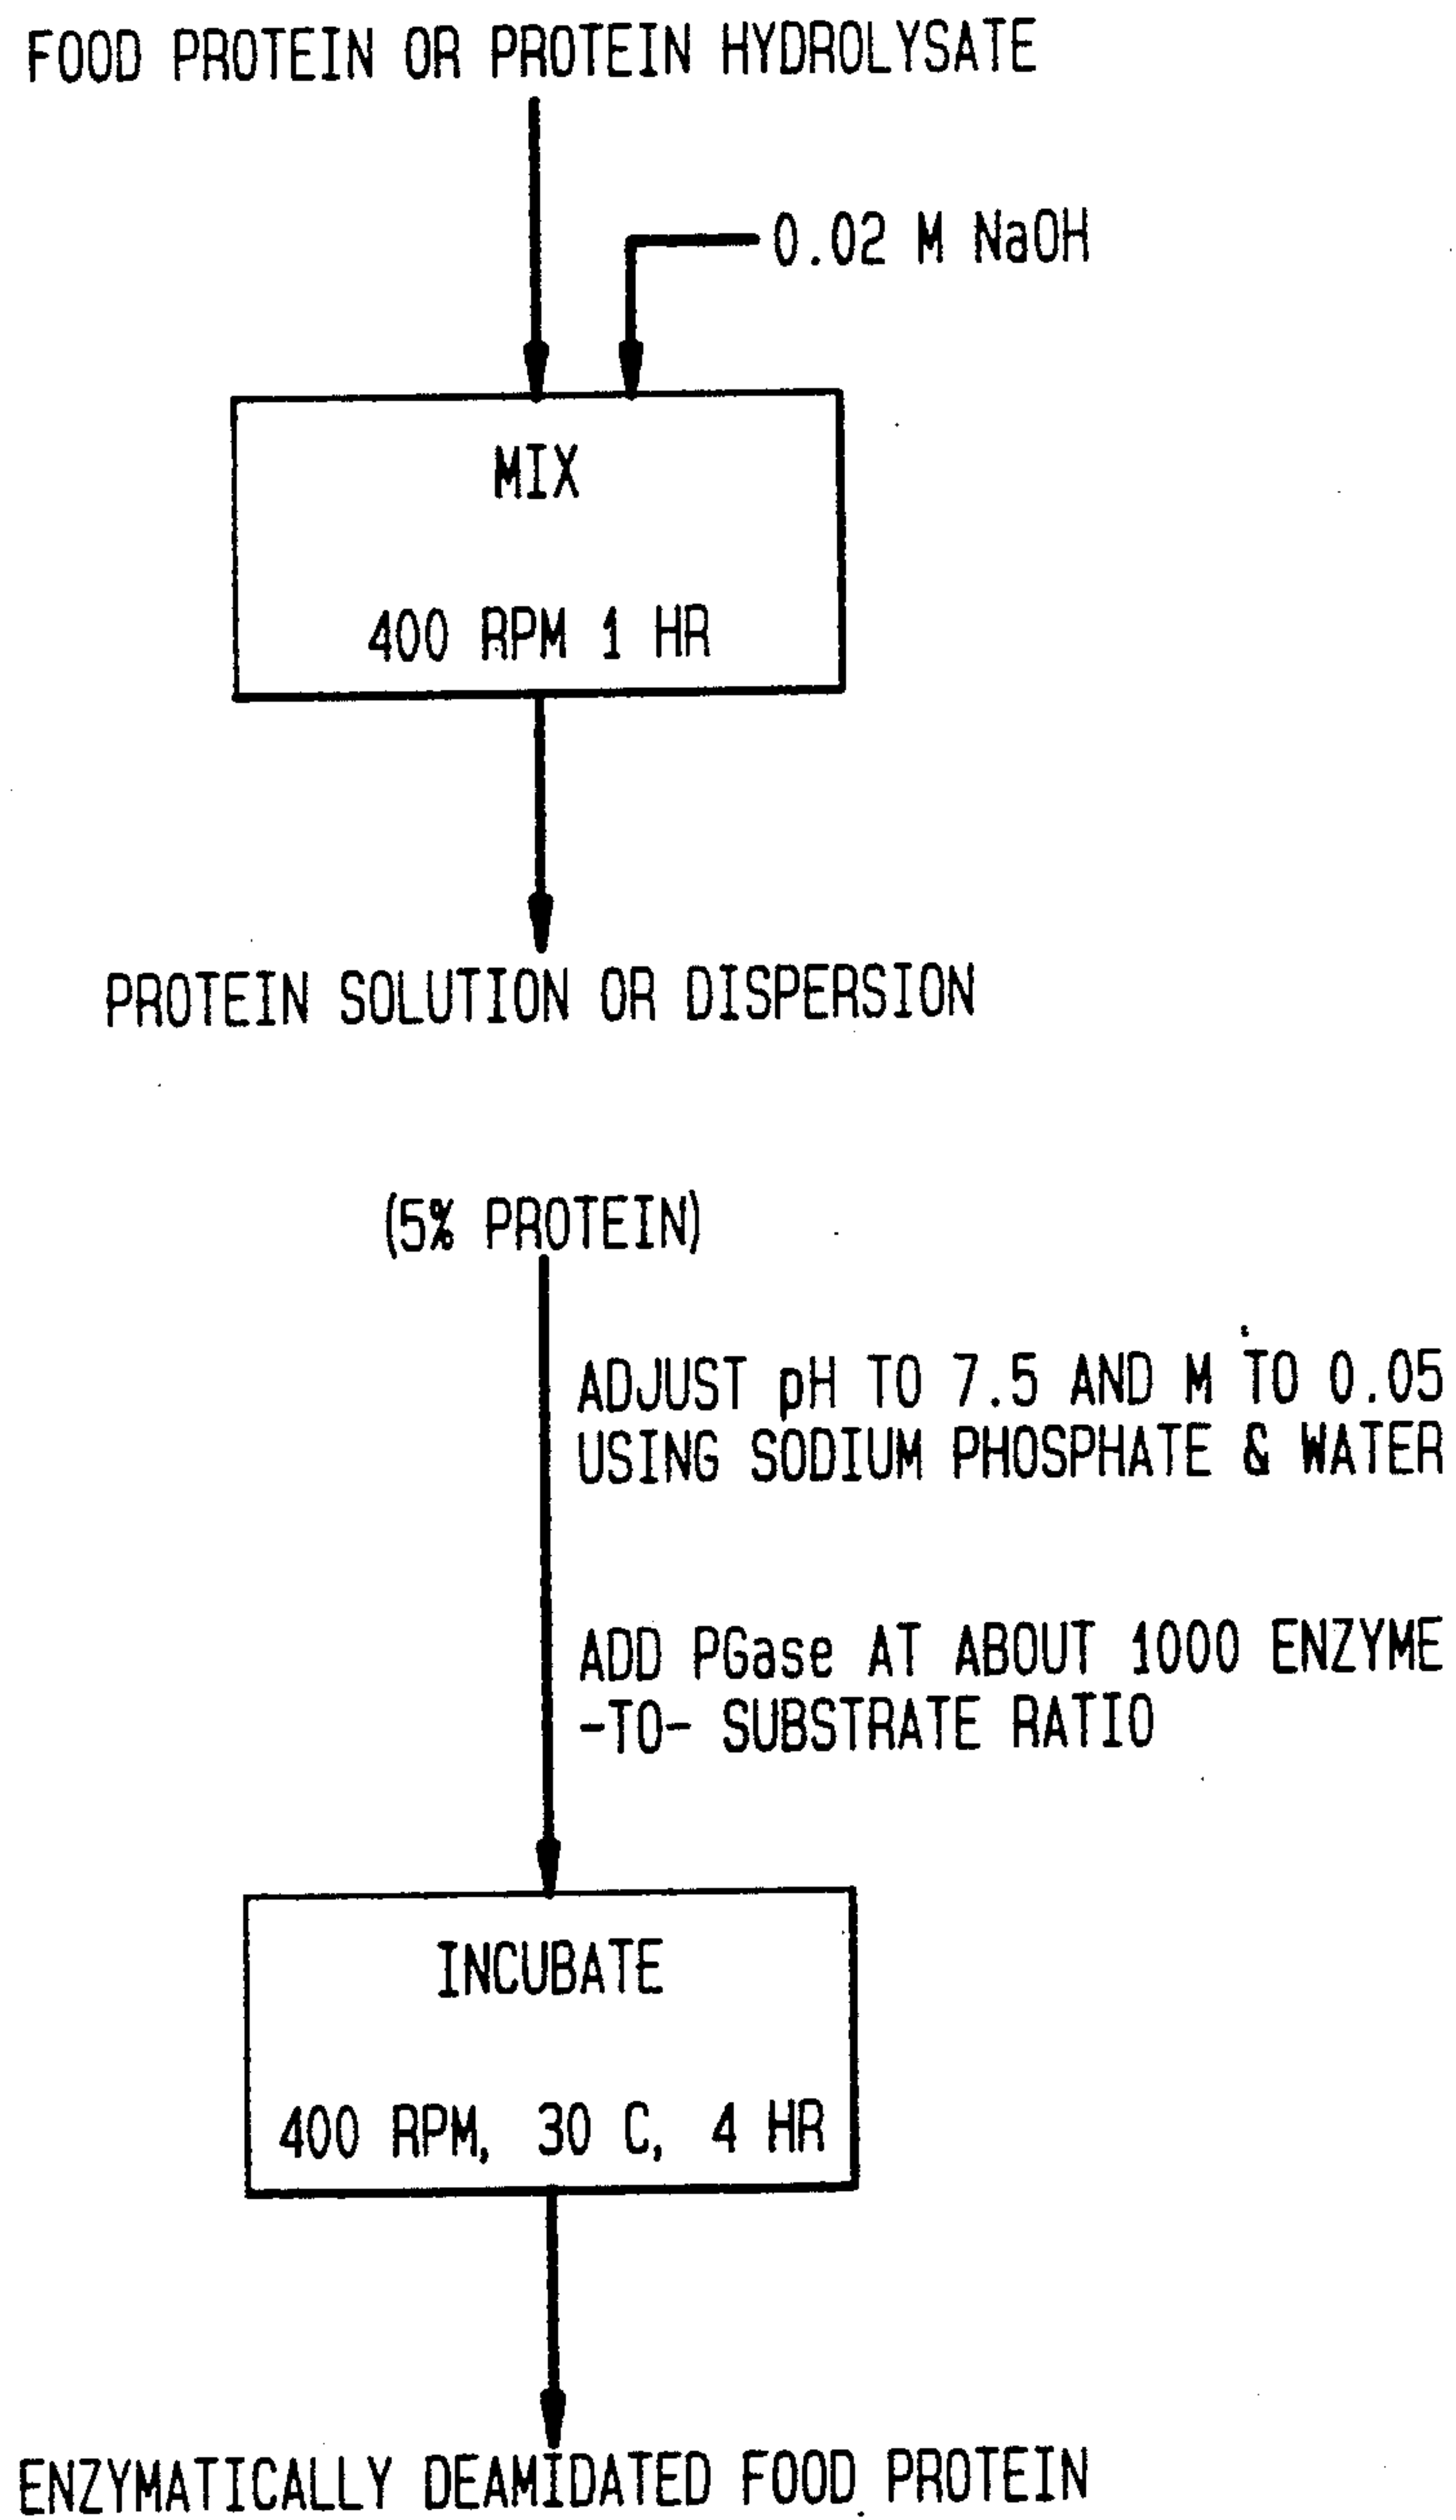 FOOD PROTEIN OR PROTEIN HYDROLYSATE
0.02 M NaOH
MIX
400 RPM 1 HR
PROTEIN SOLUTION OR DISPERSION
(5% PROTEIN)
ADJUST pH TO 7.5 AND M TO 0.05
USING SODIUM PHOSPHATE & WATER
ADD PGase AT ABOUT 1000 ENZYME
-TO- SUBSTRATE RATIO
INCUBATE
400 RPM, 30 C, 4 HR
ENZYMATICALLY DEAMIDATED FOOD PROTEIN